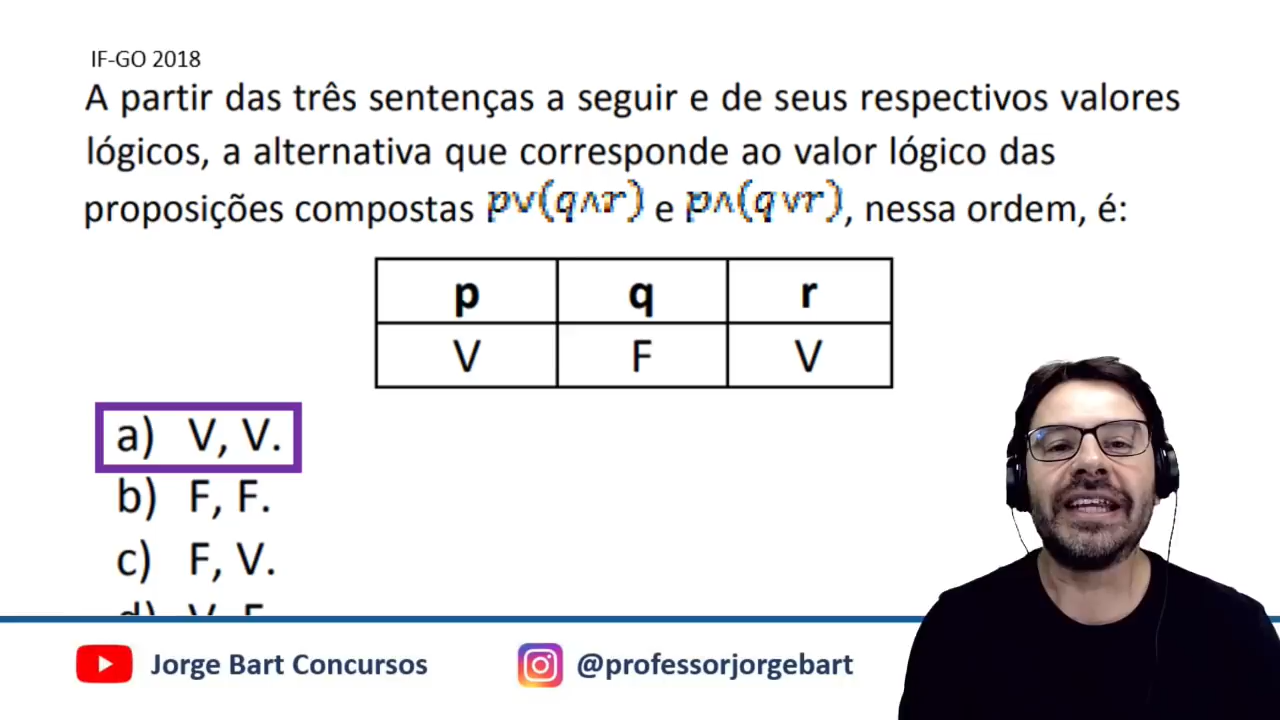 IF-GO 2018
A partir das três sentenças a seguir e de seus respectivos valores
lógicos, a alternativa que corresponde ao valor lógico das
proposições compostas p∨(q∧r) e p∧(q∨r), nessa ordem, é:
p q r
V F V
a) V, V.
b) F, F.
c) F, V.
Jorge Bart Concursos @professorjorgebart